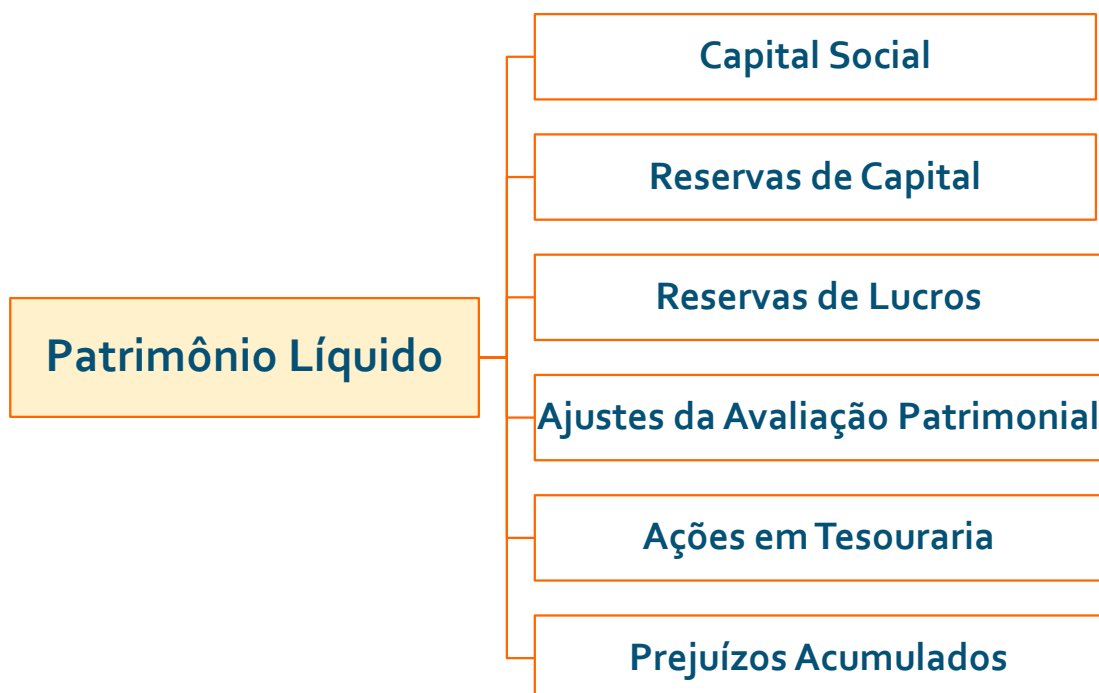 Patrimônio Líquido
Capital Social
Reservas de Capital
Reservas de Lucros
Ajustes da Avaliação Patrimonial
Ações em Tesouraria
Prejuízos Acumulados